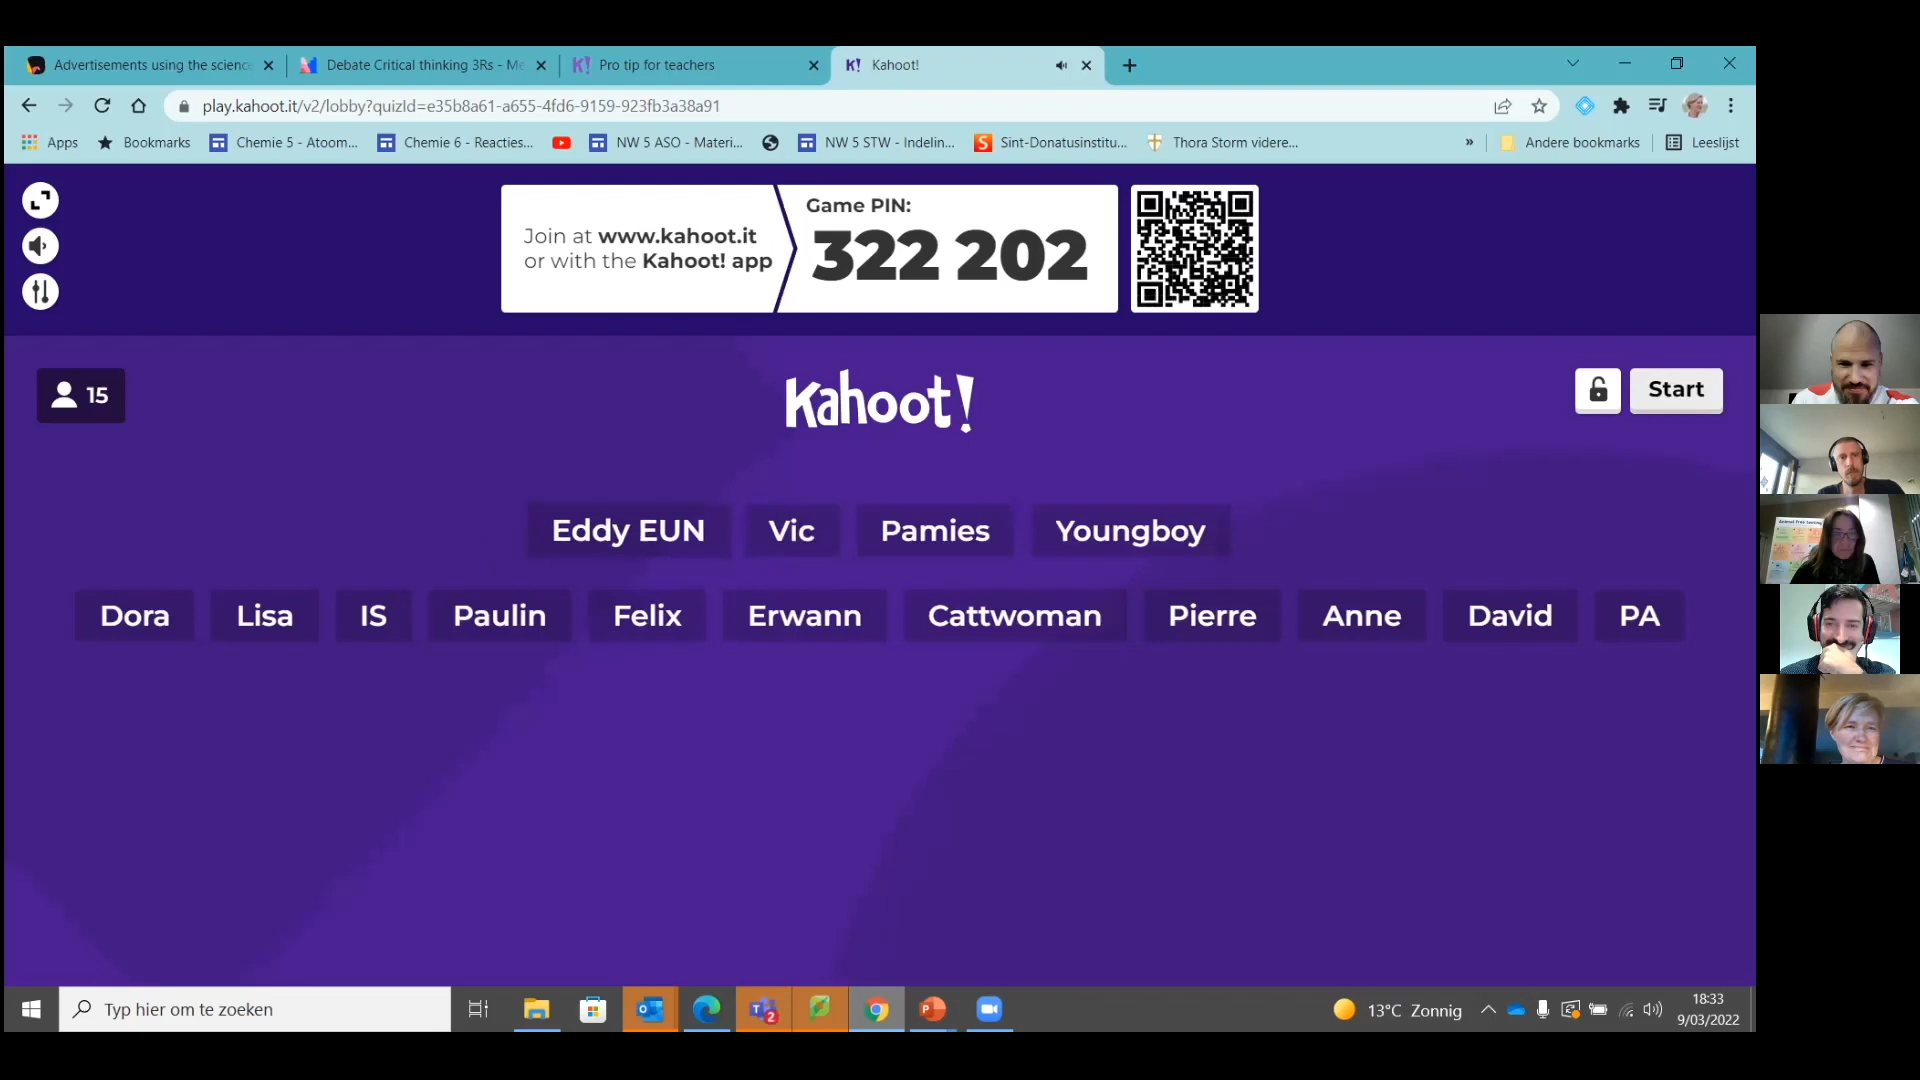 Advertisements using the scienc
Debate Critical thinking 3Rs - Me
K! Pro tip for teachers
K! Kahoot!
play.kahoot.it/v2/lobby?quizId=e35b8a61-a655-4fd6-9159-923fb3a38a91
Apps
Bookmarks
Chemie 5 - Atoom...
Chemie 6 - Reacties...
NW 5 ASO - Materi...
NW 5 STW - Indelin...
Sint-Donatusinstitu...
Thora Storm videre...
»
Andere bookmarks
Leeslijst
Join at www.kahoot.it
or with the Kahoot! app
Game PIN:
322 202
15
Kahoot!
Start
Eddy EUN Vic Pamies Youngboy
Dora Lisa IS Paulin Felix Erwann Cattwoman Pierre Anne David PA
Typ hier om te zoeken
2
13°C Zonnig
18:33
9/03/2022